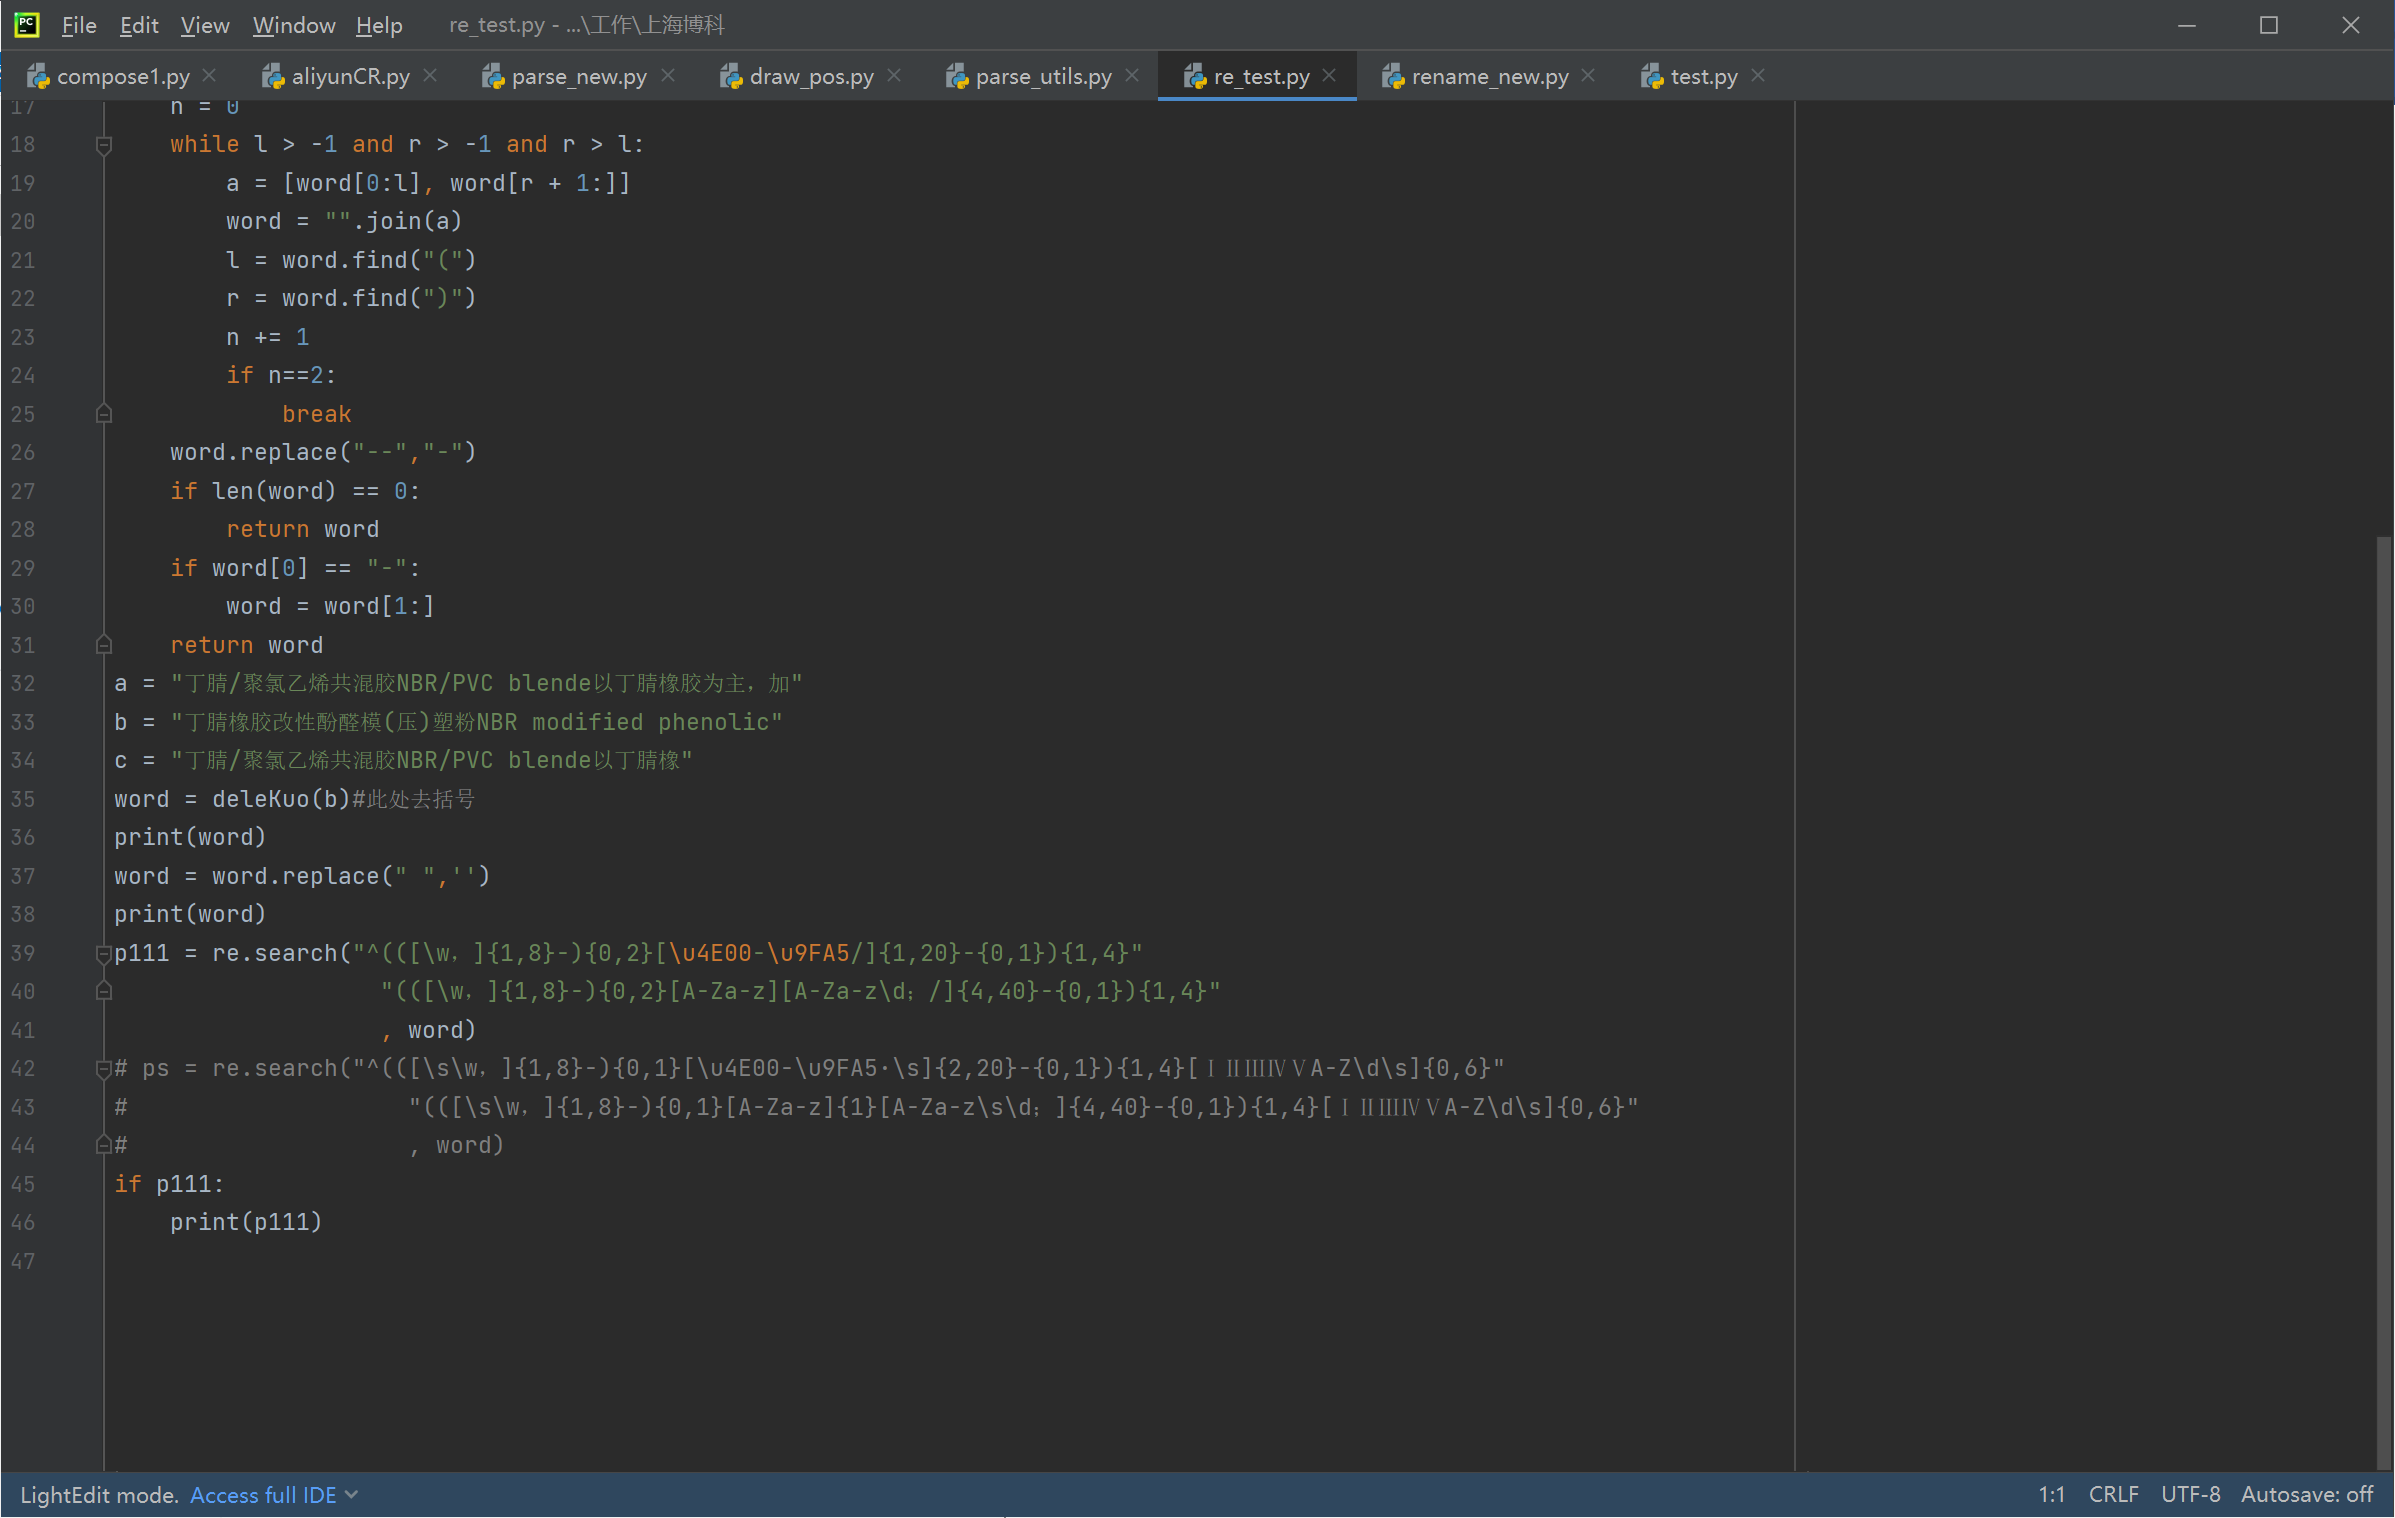 File Edit View Window Help re_test.py - ...\工作\上海博科
compose1.py aliyunCR.py parse_new.py draw_pos.py parse_utils.py re_test.py rename_new.py test.py
17 n = 0
18 while l > -1 and r > -1 and r > l:
19 a = [word[0:l], word[r + 1:]]
20 word = "".join(a)
21 l = word.find("(")
22 r = word.find(")")
23 n += 1
24 if n==2:
25 break
26 word.replace("--","-")
27 if len(word) == 0:
28 return word
29 if word[0] == "-":
30 word = word[1:]
31 return word
32 a = "丁腈/聚氯乙烯共混胶NBR/PVC blende以丁腈橡胶为主，加"
33 b = "丁腈橡胶改性酚醛模(压)塑粉NBR modified phenolic"
34 c = "丁腈/聚氯乙烯共混胶NBR/PVC blende以丁腈橡"
35 word = deleKuo(b)#此处去括号
36 print(word)
37 word = word.replace(" ",'')
38 print(word)
39 p111 = re.search("^(([\w，]{1,8}-){0,2}[\u4E00-\u9FA5/]{1,20}-{0,1}){1,4}"
40 "(([\w，]{1,8}-){0,2}[A-Za-z][A-Za-z\d；/]{4,40}-{0,1}){1,4}"
41 , word)
42 # ps = re.search("^(([\s\w，]{1,8}-){0,1}[\u4E00-\u9FA5·\s]{2,20}-{0,1}){1,4}[ⅠⅡⅢⅣⅤA-Z\d\s]{0,6}"
43 # "(([\s\w，]{1,8}-){0,1}[A-Za-z]{1}[A-Za-z\s\d；]{4,40}-{0,1}){1,4}[ⅠⅡⅢⅣⅤA-Z\d\s]{0,6}"
44 # , word)
45 if p111:
46 print(p111)
47
LightEdit mode. Access full IDE 1:1 CRLF UTF-8 Autosave: off